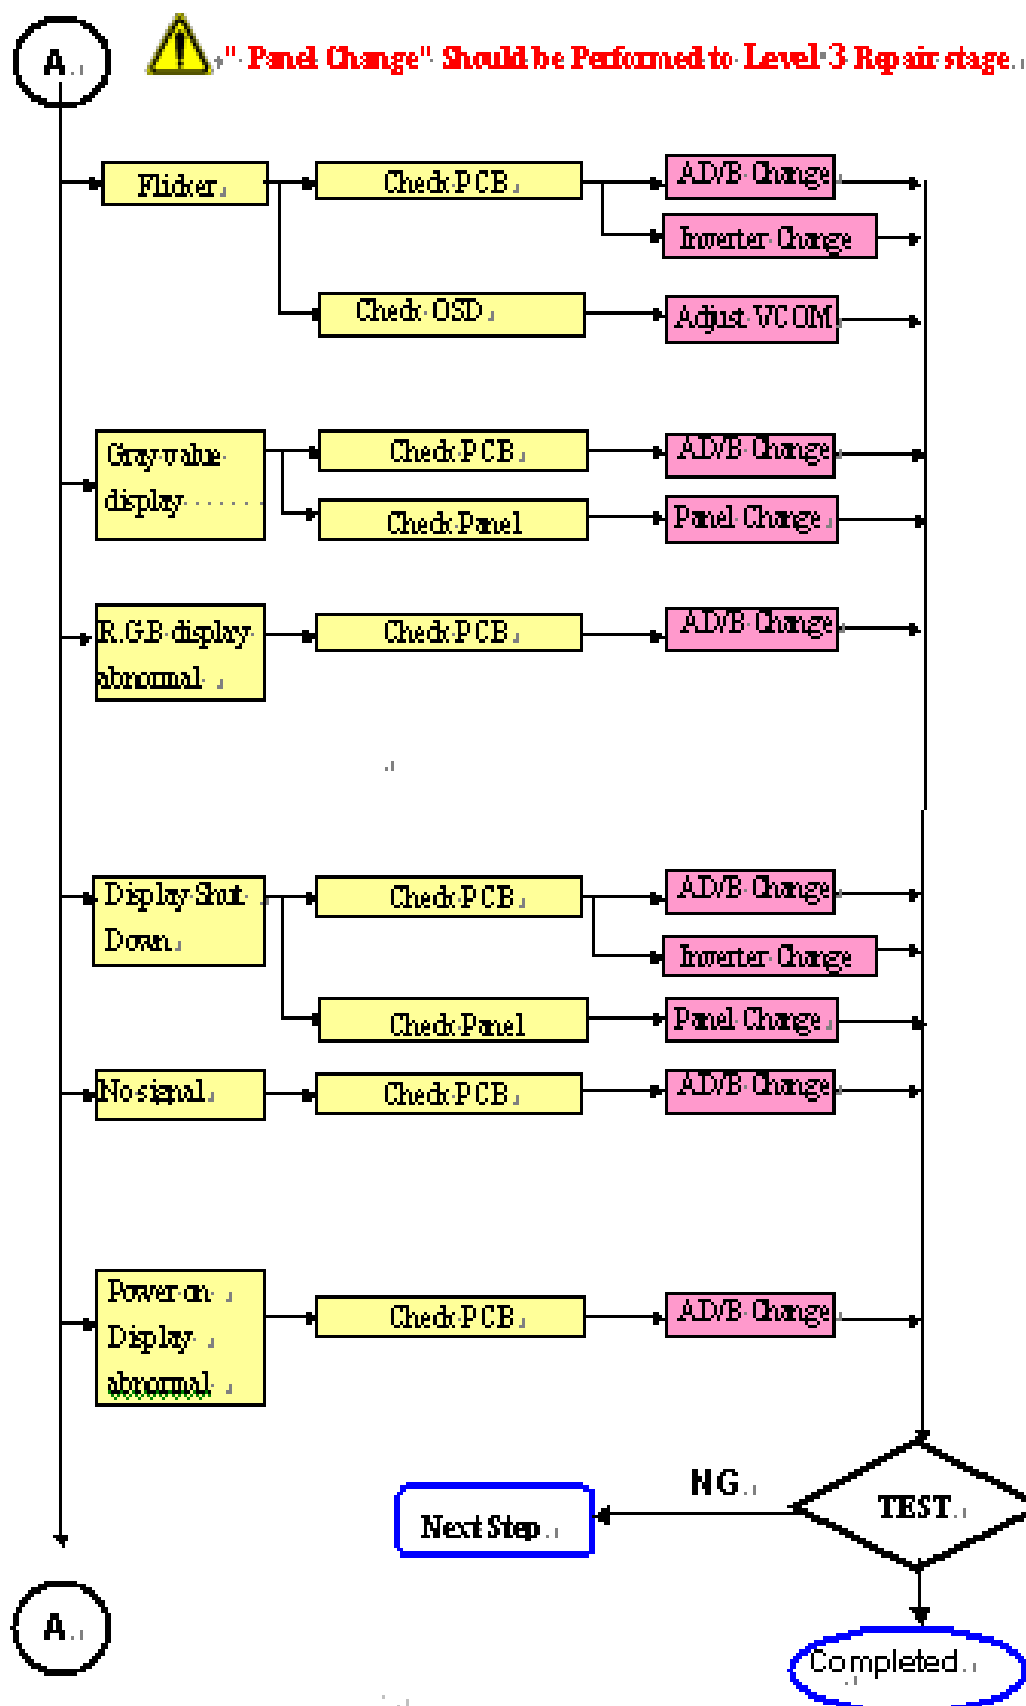 A
" Panel Change" Should be Performed to Level 3 Repair stage
Flicker
Check PCB
AD/B Change
Inverter Change
Check OSD
Adjust VCOM
Gray value
display
Check PCB
AD/B Change
Check Panel
Panel Change
R.G.B display
abnormal
Check PCB
AD/B Change
Display Shut
Down
Check PCB
AD/B Change
Inverter Change
Check Panel
Panel Change
No signal
Check PCB
AD/B Change
Power on
Display
abnormal
Check PCB
AD/B Change
NG
TEST
Next Step
A
Completed